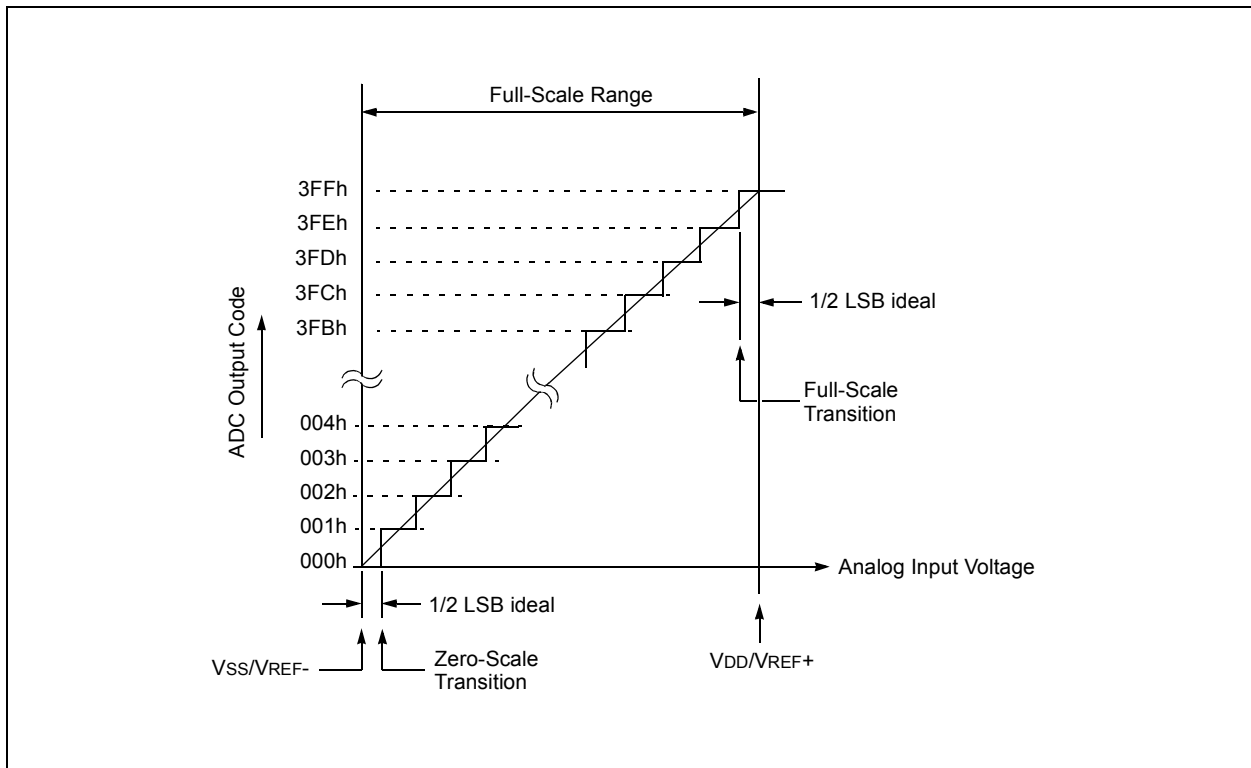 Full-Scale Range
3FFh
3FEh
3FDh
3FCh
3FBh
1/2 LSB ideal
ADC Output Code
Full-Scale
Transition
004h
003h
002h
001h
000h
Analog Input Voltage
1/2 LSB ideal
VSS/VREF-
Zero-Scale
Transition
VDD/VREF+